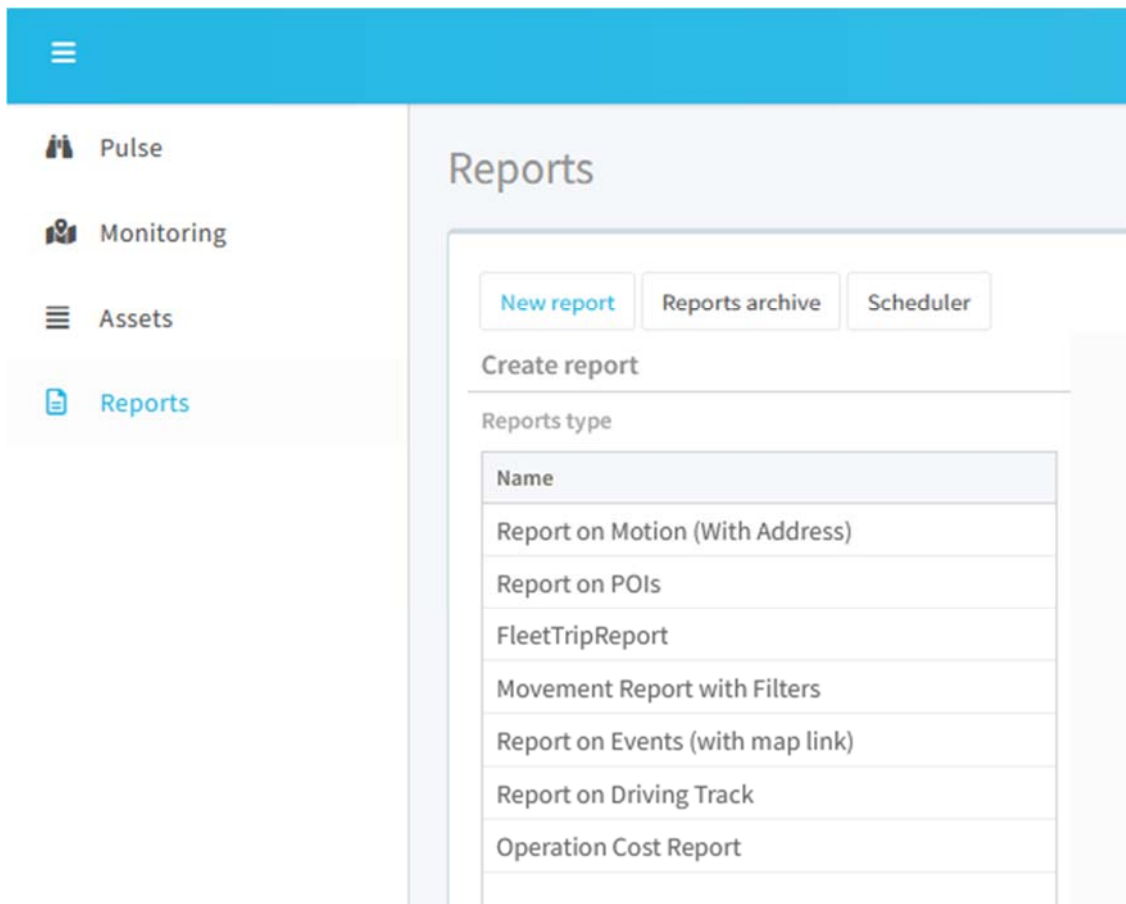 Pulse
Monitoring
Assets
Reports
Reports
New report Reports archive Scheduler
Create report
Reports type
Name
Report on Motion (With Address)
Report on POIs
FleetTripReport
Movement Report with Filters
Report on Events (with map link)
Report on Driving Track
Operation Cost Report